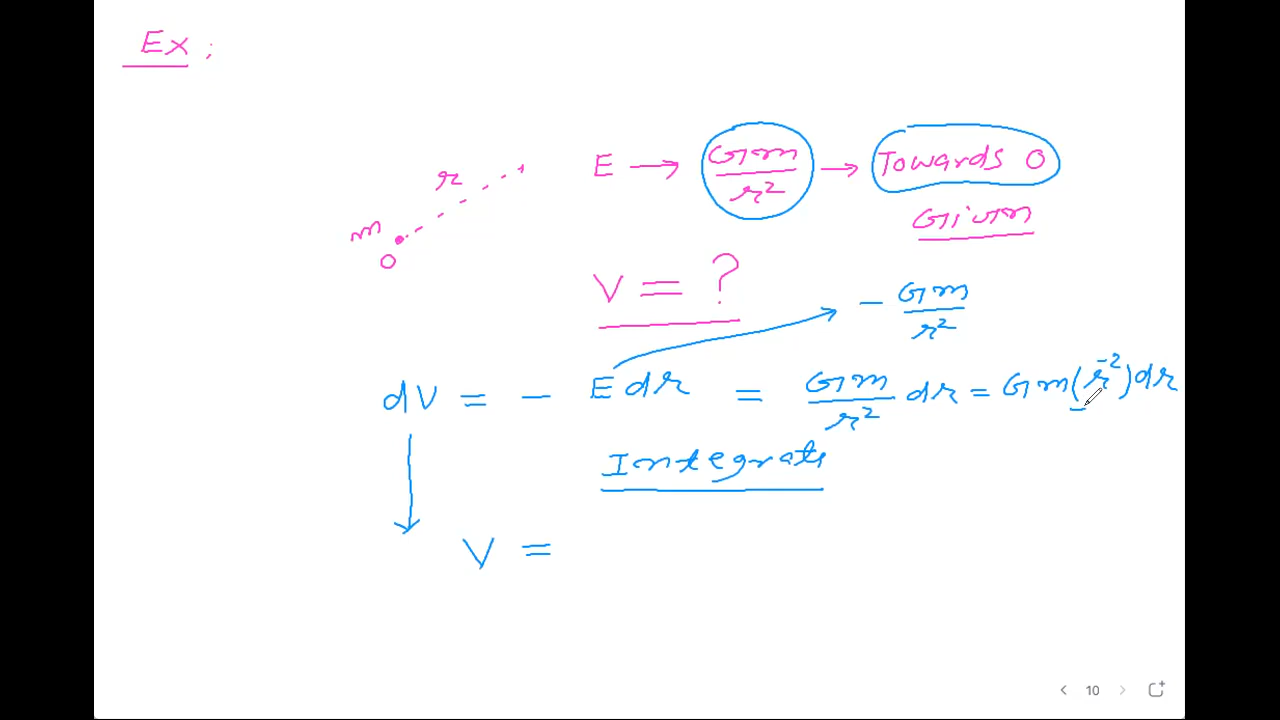 Ex ;
E → Gm/r² → Towards O
r
m
O
Given
V = ?
- Gm/r²
dV = - E dr = Gm/r² dr = Gm(r⁻²)dr
Integrate
V =
< 10 >